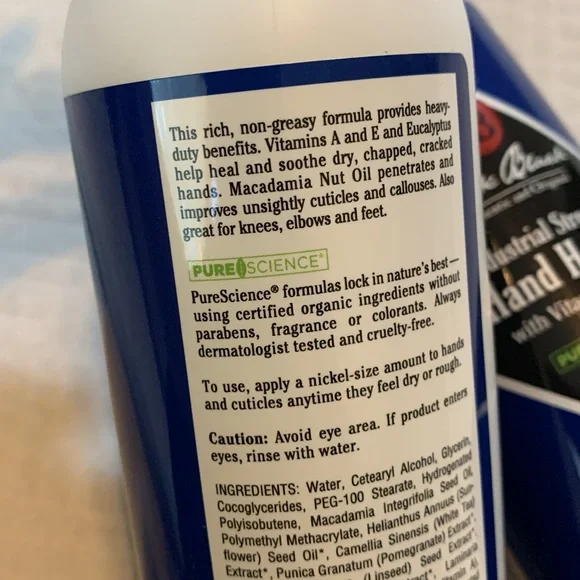 This rich, non-greasy formula provides heavy-
duty benefits. Vitamins A and E and Eucalyptus
help heal and soothe dry, chapped, cracked
hands. Macadamia Nut Oil penetrates and
improves unsightly cuticles and callouses. Also
great for knees, elbows and feet.
PURE SCIENCE®
PureScience® formulas lock in nature's best—
using certified organic ingredients without
parabens, fragrance or colorants. Always
dermatologist tested and cruelty-free.
To use, apply a nickel-size amount to hands
and cuticles anytime they feel dry or rough.
Caution: Avoid eye area. If product enters
eyes, rinse with water.
INGREDIENTS: Water, Cetearyl Alcohol, Glycerin,
Cocoglycerides, PEG-100 Stearate, Hydrogenated
Polyisobutene, Macadamia Integrifolia Seed Oil,
Polymethyl Methacrylate, Helianthus Annuus (Sun-
flower) Seed Oil*, Camellia Sinensis (White Tea)
Extract*, Punica Granatum (Pomegranate) Extract*,
(Linseed) Seed Extract*,
Extract*, Laminaria
and H
with Vita
PU